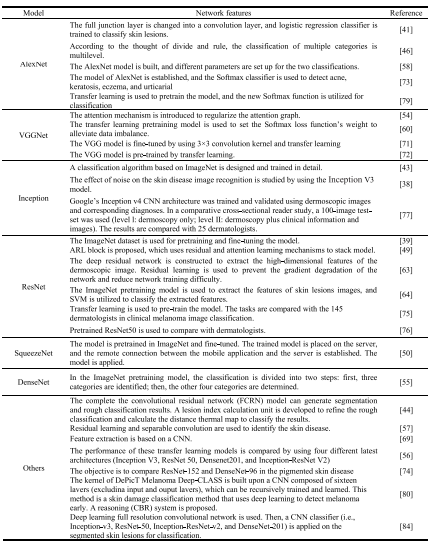 Model Network features Reference
The full junction layer is changed into a convolution layer, and logistic regression classifier is
trained to classify skin lesions. [41]
According to the thought of divide and rule, the classification of multiple categories is
multilevel. [46]
AlexNet
The AlexNet model is built, and different parameters are set up for the two classifications. [58]
The model of AlexNet is established, and the Softmax classifier is used to detect acne,
keratosis, eczema, and urticarial [73]
Transfer learning is used to pretrain the model, and the new Softmax function is utilized for
classification [79]
The attention mechanism is introduced to regularize the attention graph. [54]
VGGNet
The transfer learning pretraining model is used to set the Softmax loss function's weight to
alleviate data imbalance. [60]
The VGG model is fine-tuned by using 3×3 convolution kernel and transfer learning [71]
The VGG model is pre-trained by transfer learning. [72]
A classification algorithm based on ImageNet is designed and trained in detail. [43]
Inception
The effect of noise on the skin disease image recognition is studied by using the Inception V3
model. [38]
Google's Inception v4 CNN architecture was trained and validated using dermoscopic images
and corresponding diagnoses. In a comparative cross-sectional reader study, a 100-image test-
set was used (level I: dermoscopy only; level II: dermoscopy plus clinical information and
images). The results are compared with 25 dermatologists. [77]
The ImageNet dataset is used for pretraining and fine-tuning the model. [39]
ARL block is proposed, which uses residual and attention learning mechanisms to stack model. [49]
ResNet
The deep residual network is constructed to extract the high-dimensional features of the
dermoscopic image. Residual learning is used to prevent the gradient degradation of the
network and reduce network training difficulty. [63]
The ImageNet pretraining model is used to extract the features of skin lesions images, and
SVM is utilized to classify the extracted features. [64]
Transfer learning is used to pre-train the model. The tasks are compared with the 145
dermatologists in clinical melanoma image classification. [75]
Pretrained ResNet50 is used to compare with dermatologists. [76]
SqueezeNet
The model is pretrained in ImageNet and fine-tuned. The trained model is placed on the server,
and the remote connection between the mobile application and the server is established. The
model is applied. [50]
DenseNet
In the ImageNet pretraining model, the classification is divided into two steps: first, three
categories are identified; then, the other four categories are determined. [55]
Others
The complete convolutional residual network (FCRN) model can generate segmentation
and rough classification results. A lesion index calculation unit is developed to refine the rough
classification and calculate the distance thermal map to classify the results. [44]
Residual learning and separable convolution are used to identify the skin disease. [57]
Feature extraction is based on a CNN. [69]
The performance of these transfer learning models is compared by using four different latest
architectures (Inception V3, ResNet 50, Densenet201, and Inception-ResNet V2) [56]
The objective is to compare ResNet-152 and DenseNet-96 in the pigmented skin disease [74]
The kernel of DePicT Melanoma Deep-CLASS is built upon a CNN composed of sixteen
layers (excludina input and ouput layers), which can be recursively trained and learned. This
method is a skin damage classification method that uses deep learning to detect melanoma
early. A reasoning (CBR) system is proposed. [80]
Deep learning full resolution convolutional network is used. Then, a CNN classifier (i.e.,
Inception-v3, ResNet-50, Inception-ResNet-v2, and DenseNet-201) is applied on the
segmented skin lesions for classification. [84]